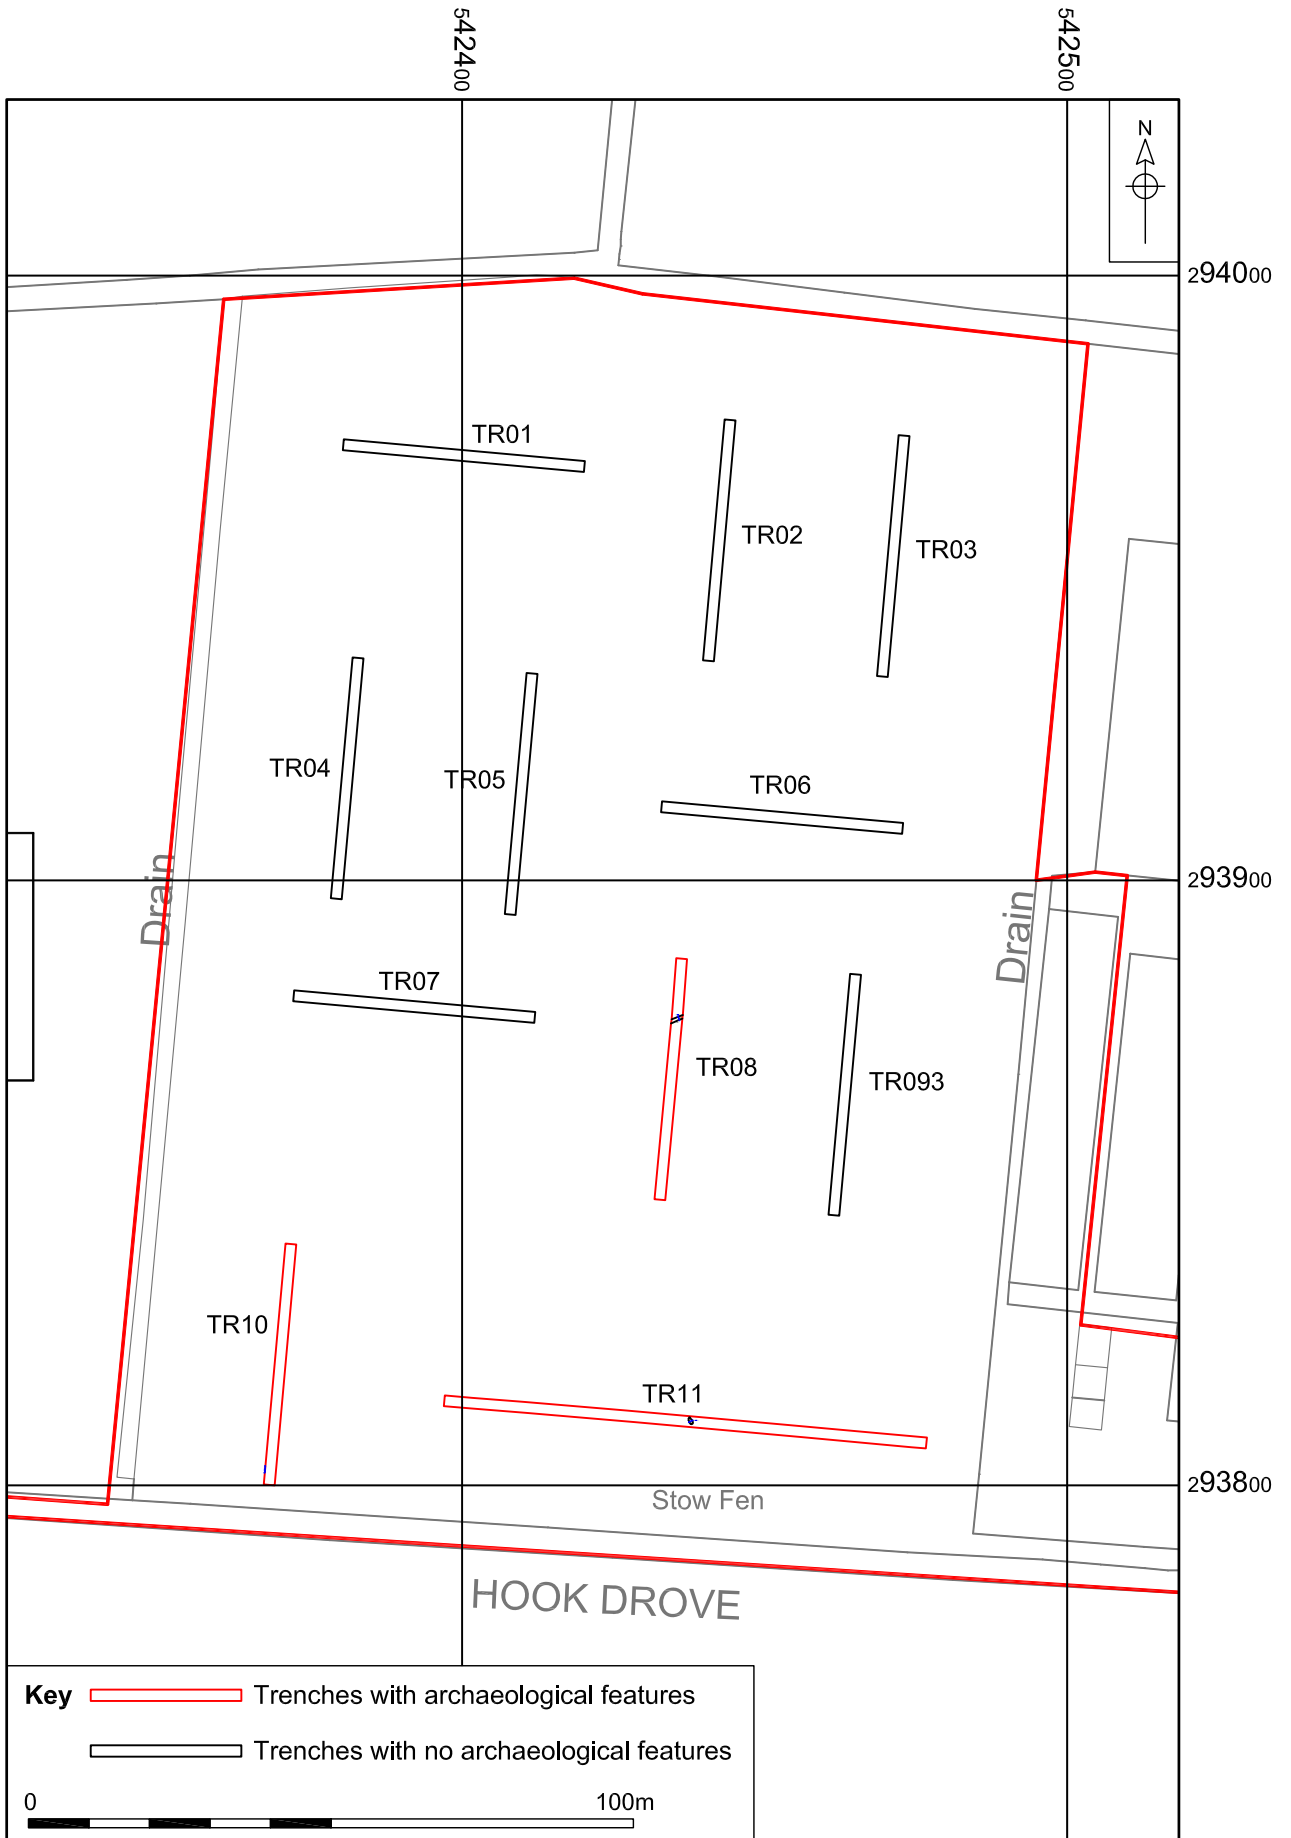 542400
542500
N
294000
TR01
TR02
TR03
TR04
TR05
TR06
293900
Drain
Drain
TR07
TR08
TR093
TR10
TR11
293800
Stow Fen
HOOK DROVE
Key
Trenches with archaeological features
Trenches with no archaeological features
0 100m